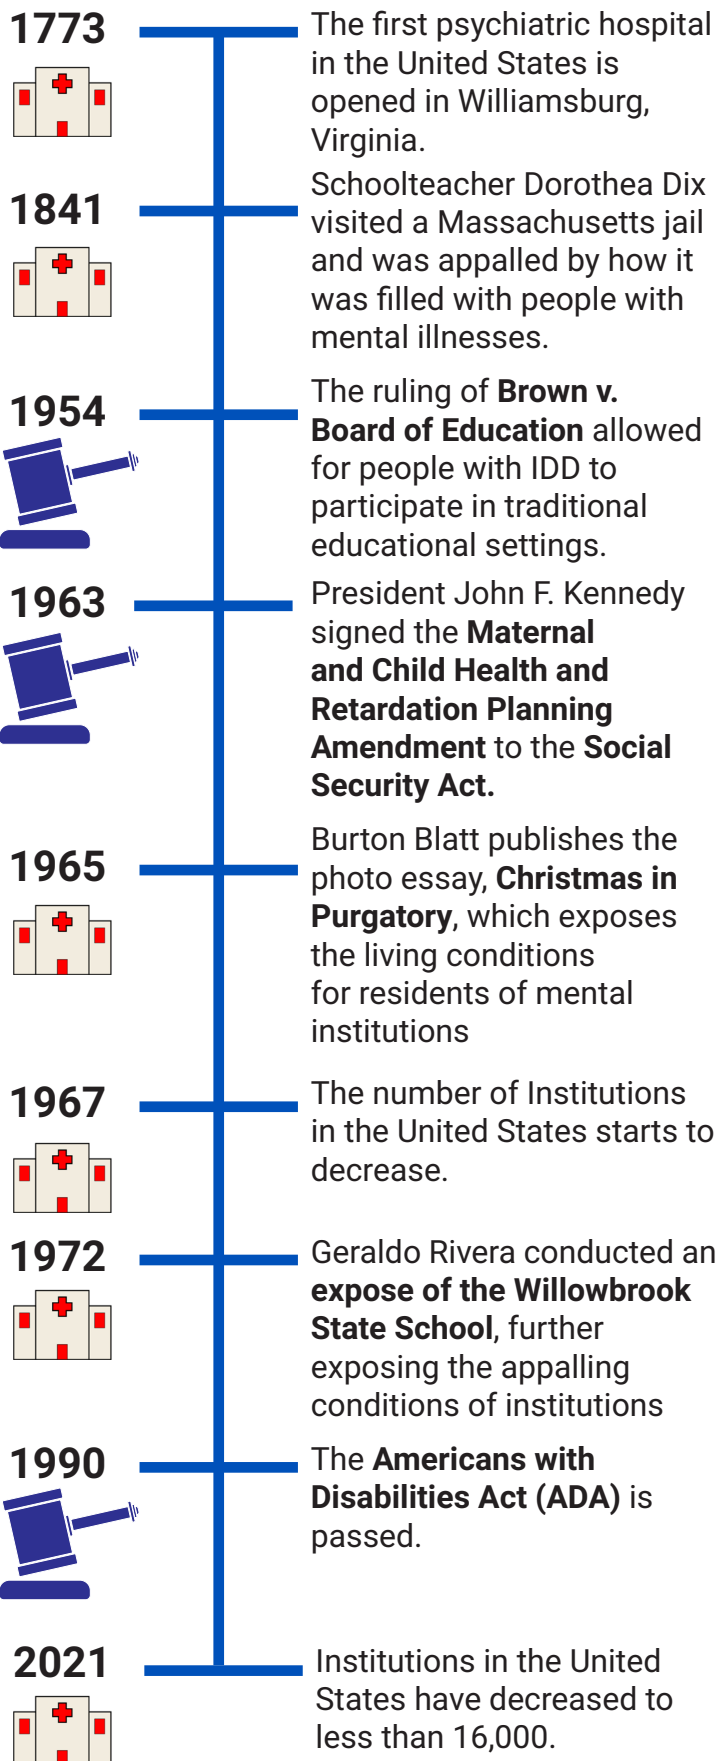 1773
The first psychiatric hospital
in the United States is
opened in Williamsburg,
Virginia.
1841
Schoolteacher Dorothea Dix
visited a Massachusetts jail
and was appalled by how it
was filled with people with
mental illnesses.
1954
The ruling of Brown v.
Board of Education allowed
for people with IDD to
participate in traditional
educational settings.
1963
President John F. Kennedy
signed the Maternal
and Child Health and
Retardation Planning
Amendment to the Social
Security Act.
1965
Burton Blatt publishes the
photo essay, Christmas in
Purgatory, which exposes
the living conditions
for residents of mental
institutions
1967
The number of Institutions
in the United States starts to
decrease.
1972
Geraldo Rivera conducted an
expose of the Willowbrook
State School, further
exposing the appalling
conditions of institutions
1990
The Americans with
Disabilities Act (ADA) is
passed.
2021
Institutions in the United
States have decreased to
less than 16,000.